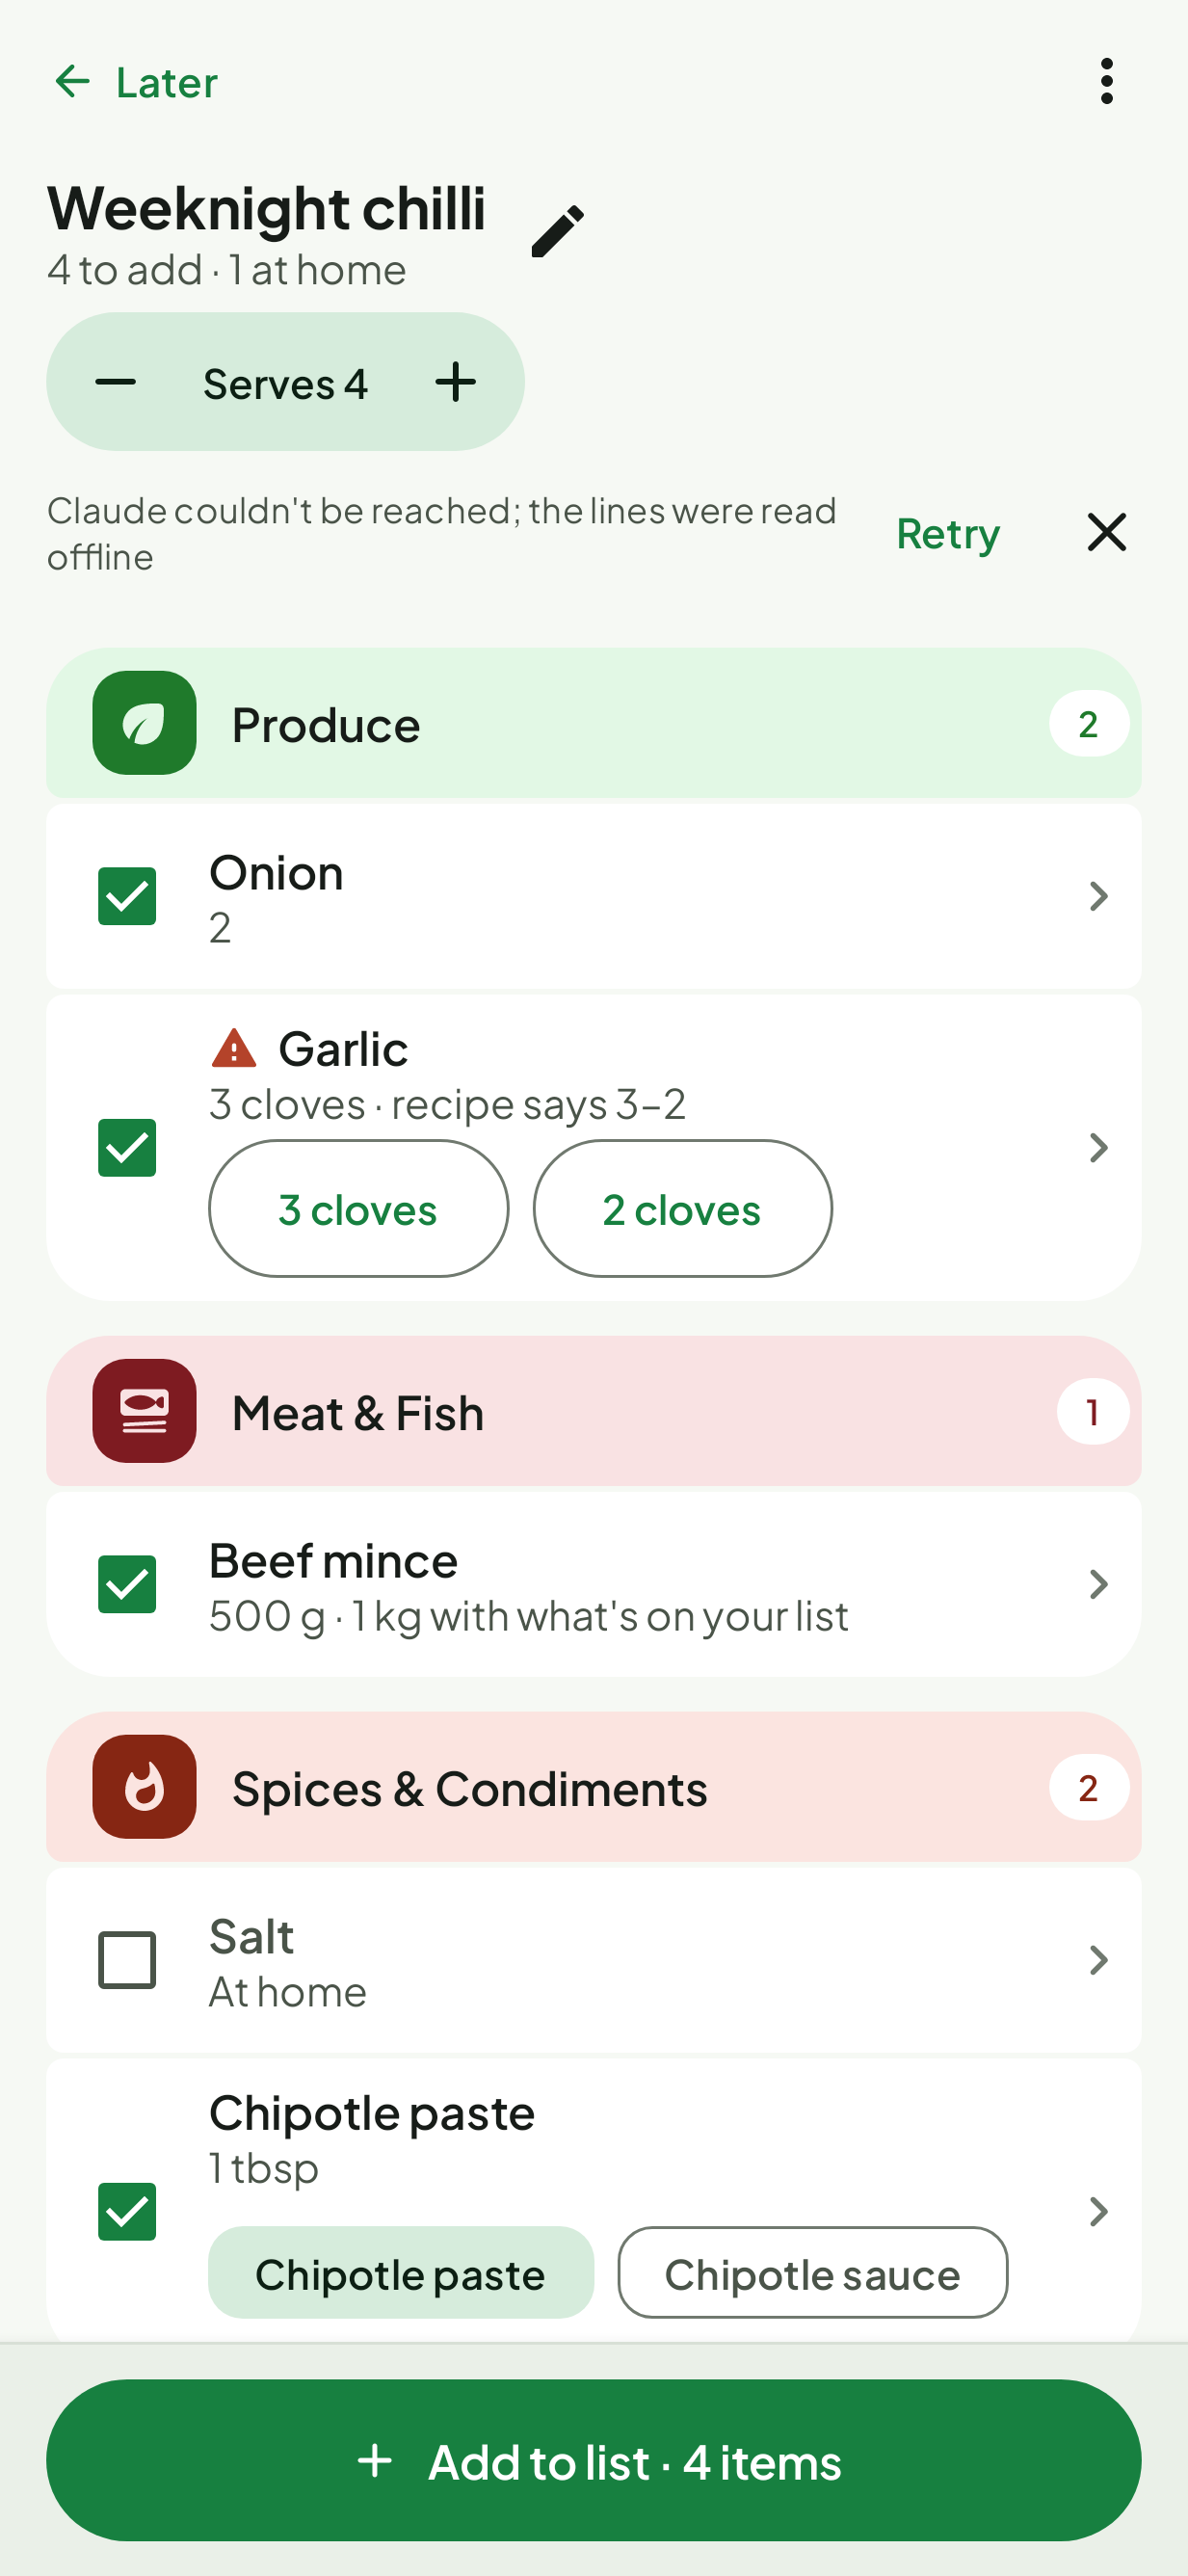 Later
Weeknight chilli
4 to add · 1 at home
Serves 4
Claude couldn't be reached; the lines were read
offline
Retry
Produce
2
Onion
2
Garlic
3 cloves · recipe says 3–2
3 cloves
2 cloves
Meat & Fish
1
Beef mince
500 g · 1 kg with what's on your list
Spices & Condiments
2
Salt
At home
Chipotle paste
1 tbsp
Chipotle paste
Chipotle sauce
Add to list · 4 items